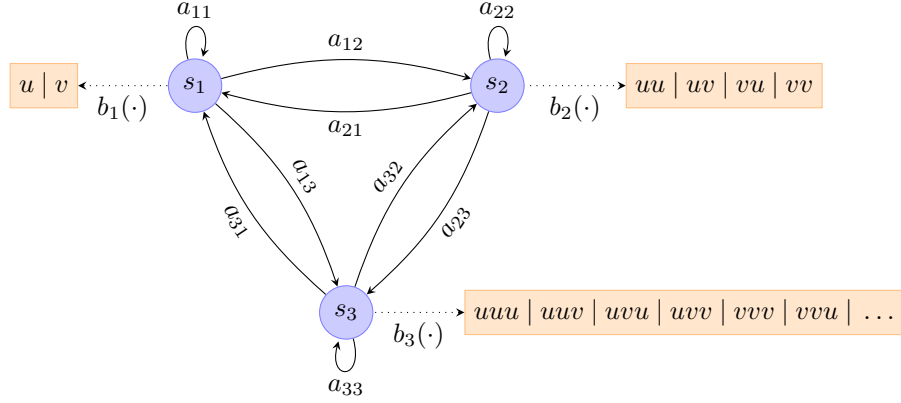 a₁₁
a₂₂
a₁₂
u | v
s₁
s₂
uu | uv | vu | vv
b₁(·)
b₂(·)
a₂₁
a₁₃
a₃₂
a₃₁
a₂₃
s₃
uuu | uuv | uvu | uvv | vvv | vvu | ...
b₃(·)
a₃₃